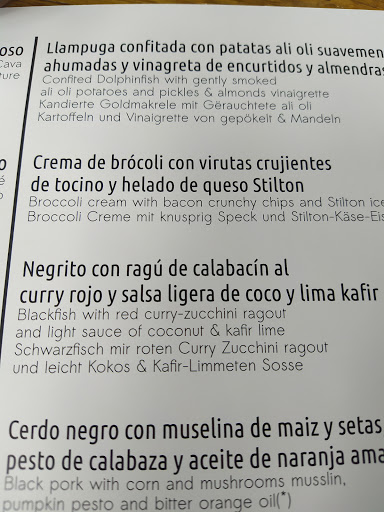 oso
Cava
ture
Llampuga confitada con patatas ali oli suavemen
ahumadas y vinagreta de encurtidos y almendras
Confited Dolphinfish with gently smoked
ali oli potatoes and pickles & almonds vinaigrette
Kandierte Goldmakrele mit Gërauchtete ali oli
Kartoffeln und Vinaigrette von gepökelt & Mandeln
o
é
o
Crema de brócoli con virutas crujientes
de tocino y helado de queso Stilton
Broccoli cream with bacon crunchy chips and Stilton ice
Broccoli Creme mit knusprig Speck und Stilton-Käse-Eis
Negrito con ragú de calabacín al
curry rojo y salsa ligera de coco y lima kafir
Blackfish with red curry-zucchini ragout
and light sauce of coconut & kafir lime
Schwarzfisch mir roten Curry Zucchini ragout
und leicht Kokos & Kafir-Limmeten Sosse
Cerdo negro con muselina de maiz y setas
pesto de calabaza y aceite de naranja ama
Black pork with corn and mushrooms musslin,
pumpkin pesto and bitter orange oil(*)